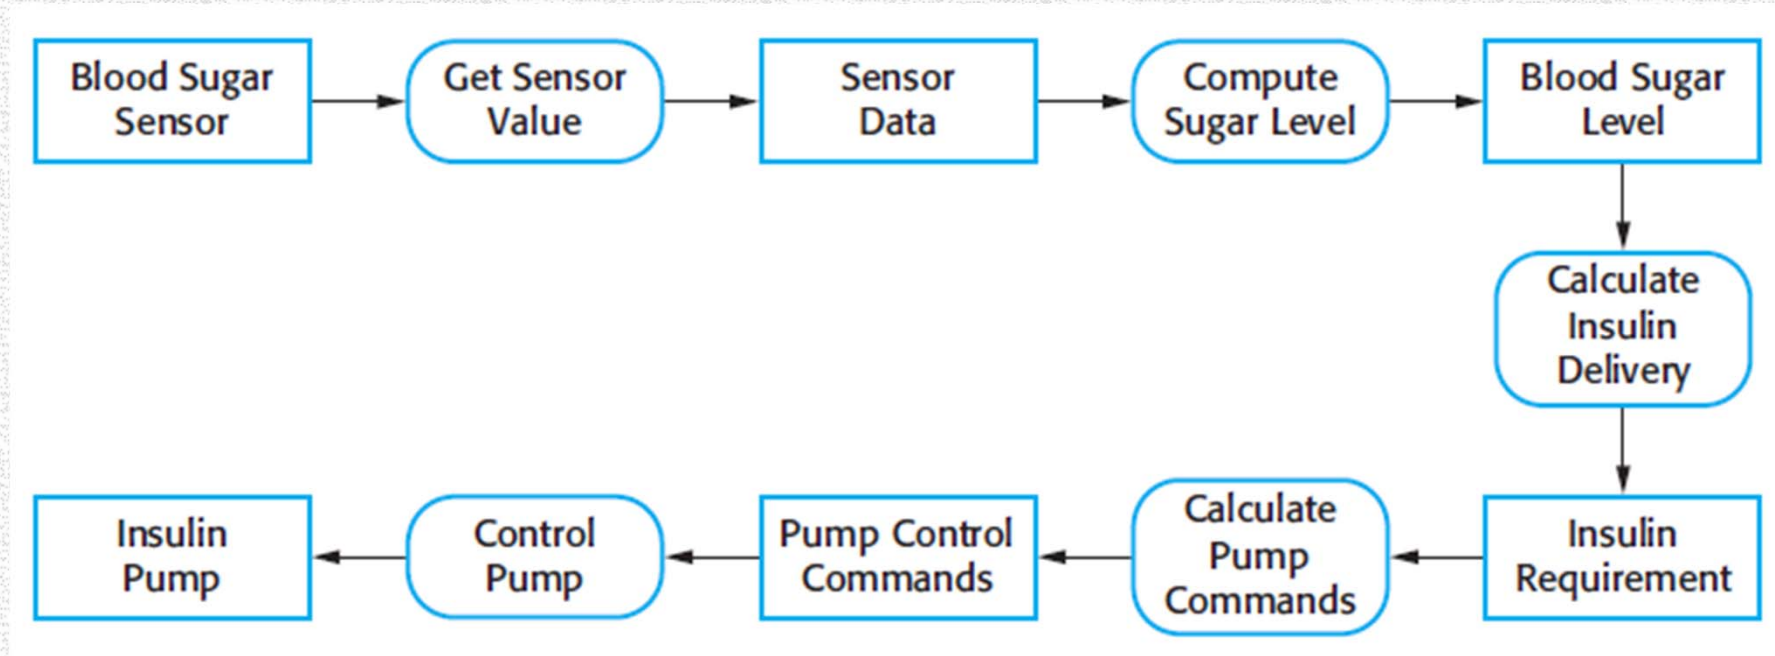 Blood Sugar
Sensor
Get Sensor
Value
Sensor
Data
Compute
Sugar Level
Blood Sugar
Level
Calculate
Insulin
Delivery
Insulin
Requirement
Calculate
Pump
Commands
Pump Control
Commands
Control
Pump
Insulin
Pump